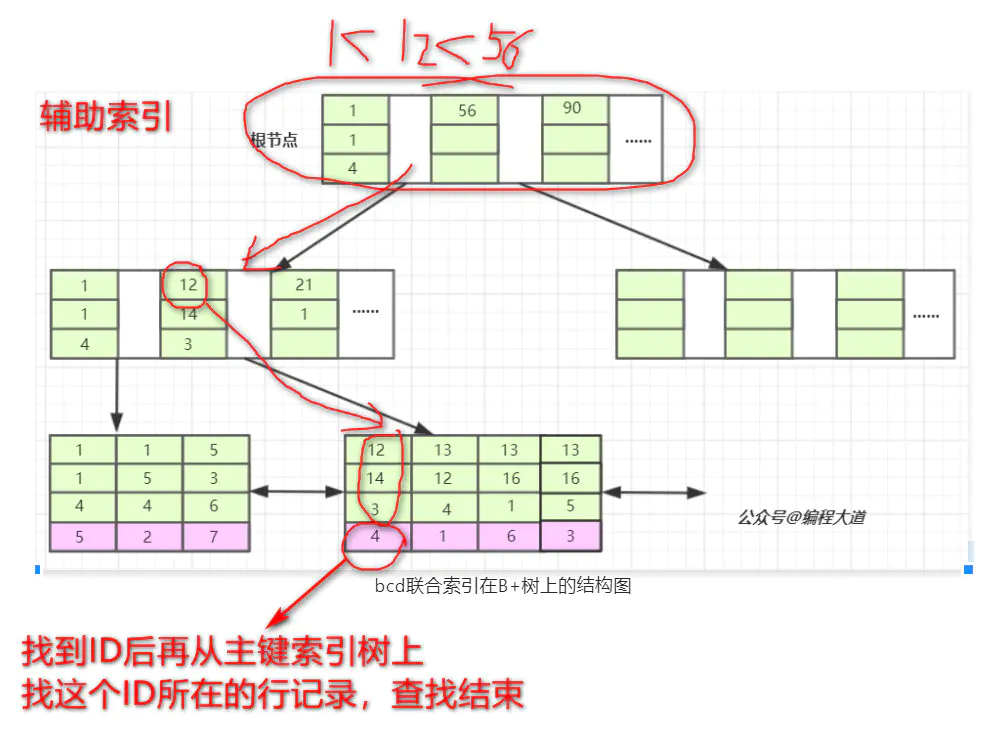 1<12<56
辅助索引
根节点
1 56 90
1 ······
4
1 12 21
1 14 1 ······ ······
4 3
1 1 5 12 13 13 13
1 5 3 14 12 16 16
4 4 6 3 4 1 5
5 2 7 4 1 6 3
公众号@编程大道
bcd联合索引在B+树上的结构图
找到ID后再从主键索引树上
找这个ID所在的行记录，查找结束